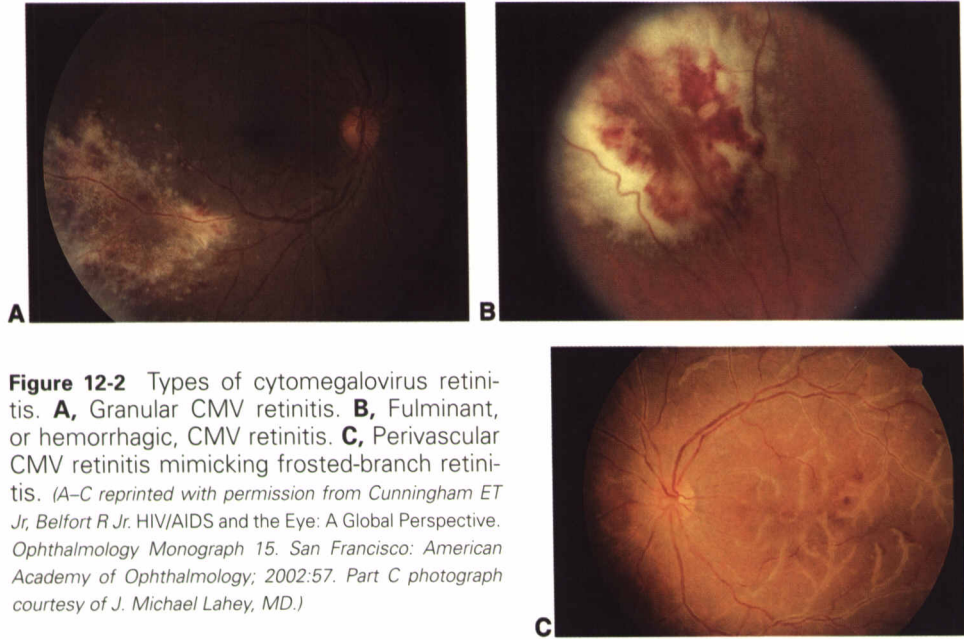 A
B
Figure 12-2 Types of cytomegalovirus retini-
tis. A, Granular CMV retinitis. B, Fulminant,
or hemorrhagic, CMV retinitis. C, Perivascular
CMV retinitis mimicking frosted-branch retini-
tis. (A–C reprinted with permission from Cunningham ET
Jr, Belfort R Jr. HIV/AIDS and the Eye: A Global Perspective.
Ophthalmology Monograph 15. San Francisco: American
Academy of Ophthalmology; 2002:57. Part C photograph
courtesy of J. Michael Lahey, MD.)
C